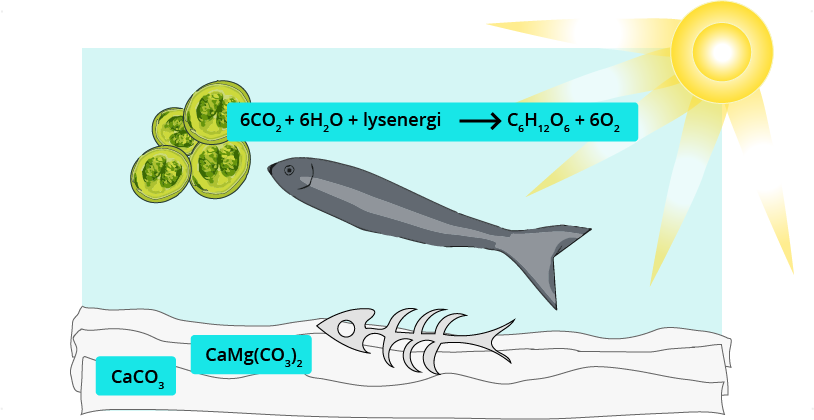 6CO₂ + 6H₂O + lysenergi ⟶ C₆H₁₂O₆ + 6O₂
CaMg(CO₃)₂
CaCO₃